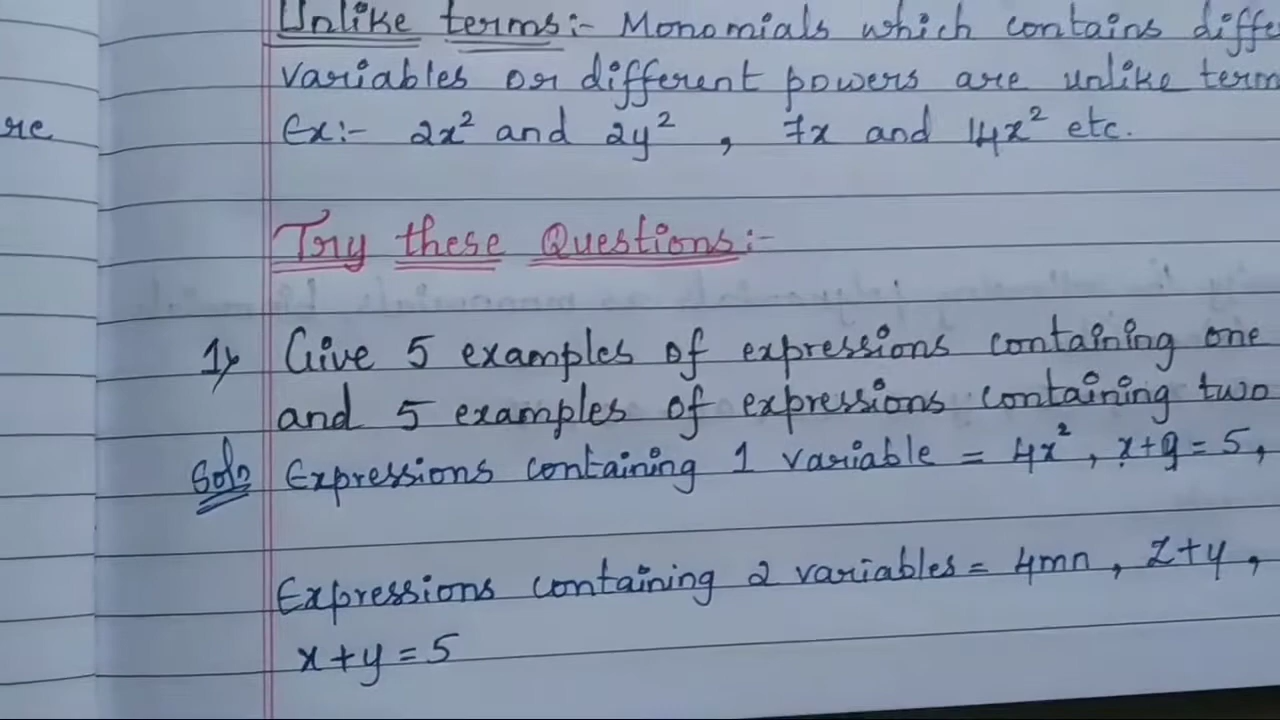 Unlike terms:- Monomials which contains diffe
variables or different powers are unlike term
re
Ex:- 2x² and 2y² , 7x and 14x² etc.
Try these Questions:-
1) Give 5 examples of expressions containing one
and 5 examples of expressions containing two
Soln Expressions containing 1 variable = 4x², x+9=5,
Expressions containing 2 variables = 4mn, z+y,
x+y=5